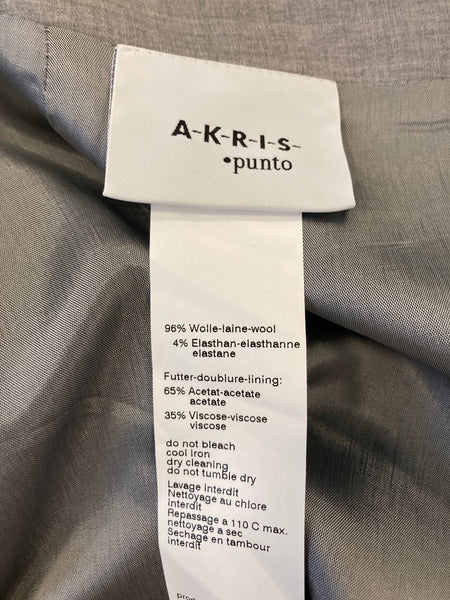 A-K-R-I-S-
•punto
96% Wolle-laine-wool
4% Elasthan-elasthanne
elastane
Futter-doublure-lining:
65% Acetat-acetate
acetate
35% Viscose-viscose
viscose
do not bleach
cool iron
dry cleaning
do not tumble dry
Lavage interdit
Nettoyage au chlore
interdit
Repassage a 110 C max.
nettoyage a sec
Sechage en tambour
interdit